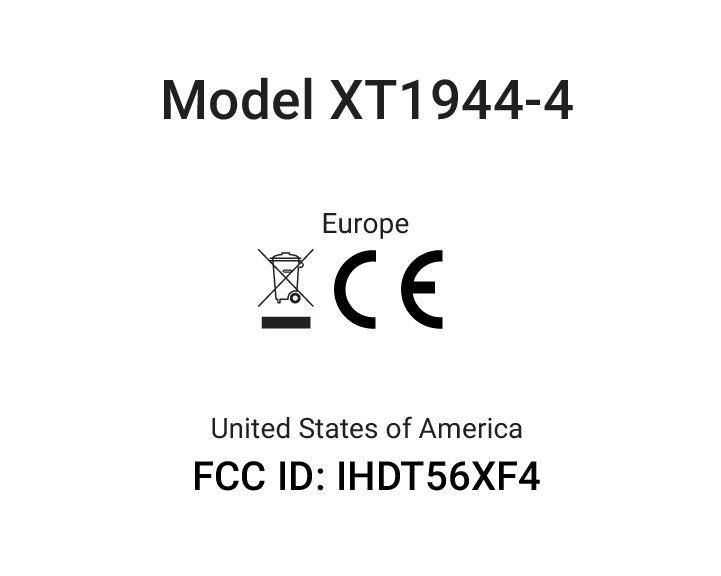 Model XT1944-4
Europe
CE
United States of America
FCC ID: IHDT56XF4